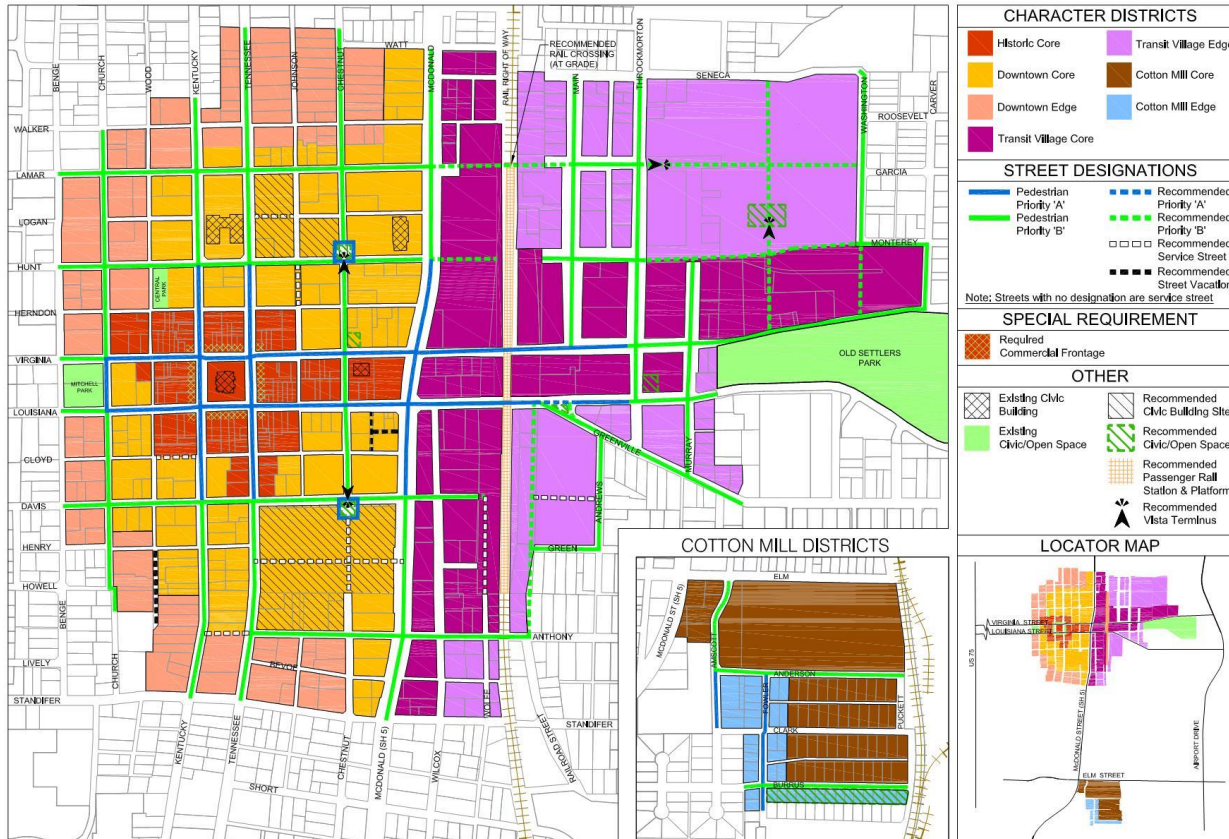 WATT
RECOMMENDED
RAIL CROSSING
(AT GRADE)
BENGE
CHURCH
WOOD
KENTUCKY
TENNESSEE
JOHNSON
CHESTNUT
MCDONALD
RAIL RIGHT OF WAY
MAIN
THROCKMORTON
SENECA
WASHINGTON
CARVER
ROOSEVELT
WALKER
LAMAR
GARCIA
LOGAN
MONTEREY
HUNT
CENTRAL
PARK
HERNDON
VIRGINIA
OLD SETTLERS
PARK
MITCHELL
PARK
LOUISIANA
GREENVILLE
MURRAY
CLOYD
DAVIS
ANDREWS
HENRY
GREEN
HOWELL
BENGE
ANTHONY
LIVELY
CHURCH
STANDIFER
WOLFE
STANDIFER
KENTUCKY
TENNESSEE
CHESTNUT
MCDONALD (SH 5)
WILCOX
RAILROAD STREET
SHORT
COTTON MILL DISTRICTS
ELM
MCDONALD ST (SH 5)
ANDERSON
FOWLER
PUCKETT
CLARK
BURRUS
CHARACTER DISTRICTS
Historic Core
Transit Village Edge
Downtown Core
Cotton Mill Core
Downtown Edge
Cotton Mill Edge
Transit Village Core
STREET DESIGNATIONS
Pedestrian
Priority 'A'
Recommended
Priority 'A'
Pedestrian
Priority 'B'
Recommended
Priority 'B'
Recommended
Service Street
Recommended
Street Vacation
Note: Streets with no designation are service street
SPECIAL REQUIREMENT
Required
Commercial Frontage
OTHER
Existing Civic
Building
Recommended
Civic Building Site
Existing
Civic/Open Space
Recommended
Civic/Open Space
Recommended
Passenger Rail
Station & Platform
Recommended
Vista Terminus
LOCATOR MAP
VIRGINIA STREET
LOUISIANA STREET
US 75
McDONALD STREET (SH 5)
AIRPORT DRIVE
ELM STREET